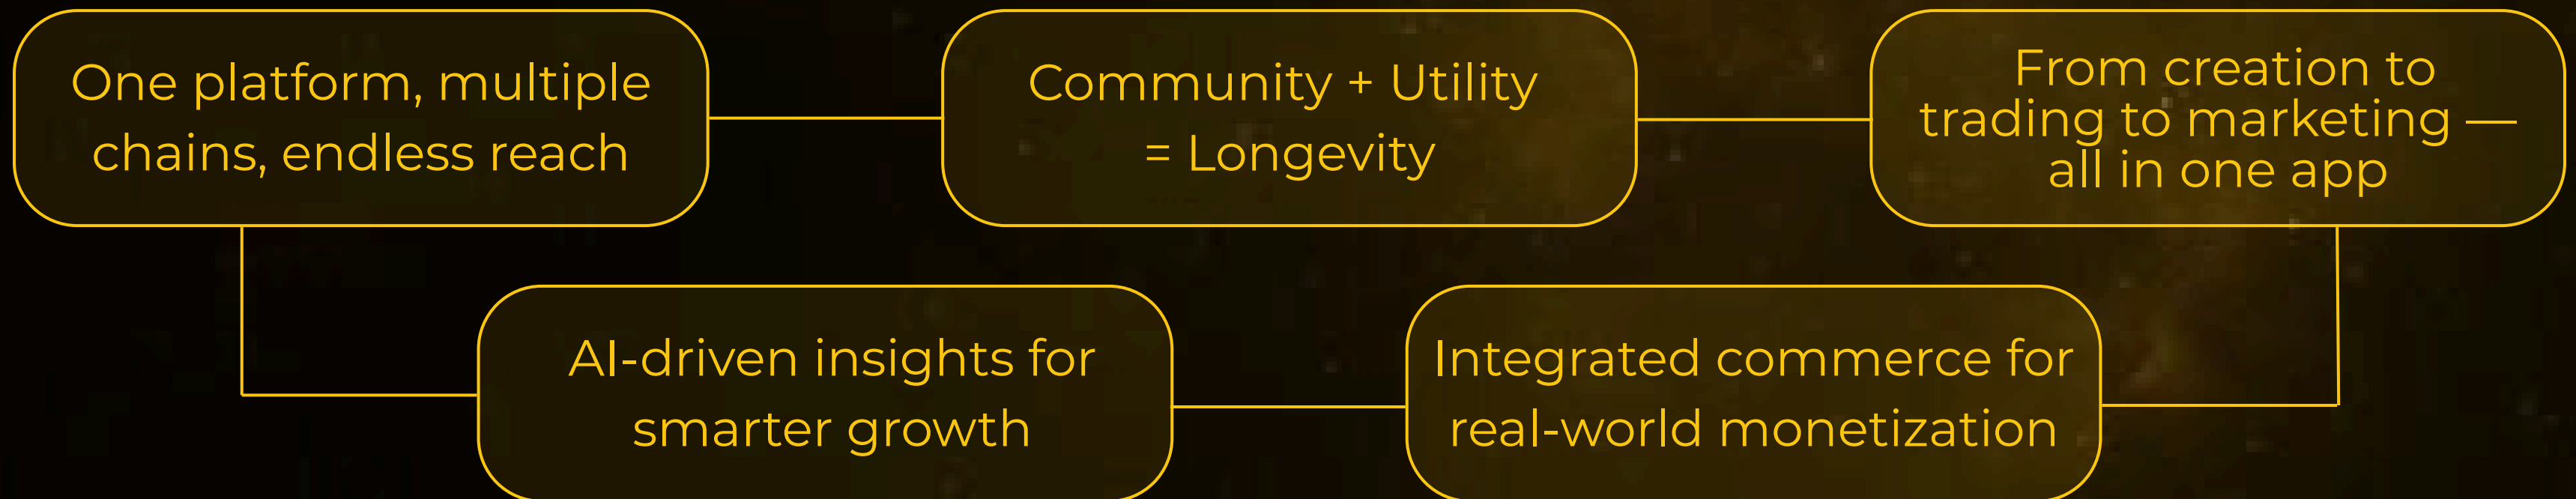 One platform, multiple
chains, endless reach
Community + Utility
= Longevity
From creation to
trading to marketing —
all in one app
AI-driven insights for
smarter growth
Integrated commerce for
real-world monetization